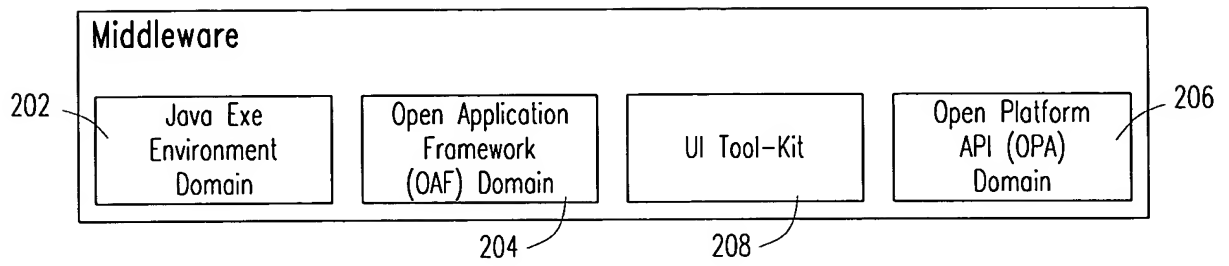 Middleware
202
Java Exe
Environment
Domain
Open Application
Framework
(OAF) Domain
UI Tool-Kit
Open Platform
API (OPA)
Domain
206
204
208